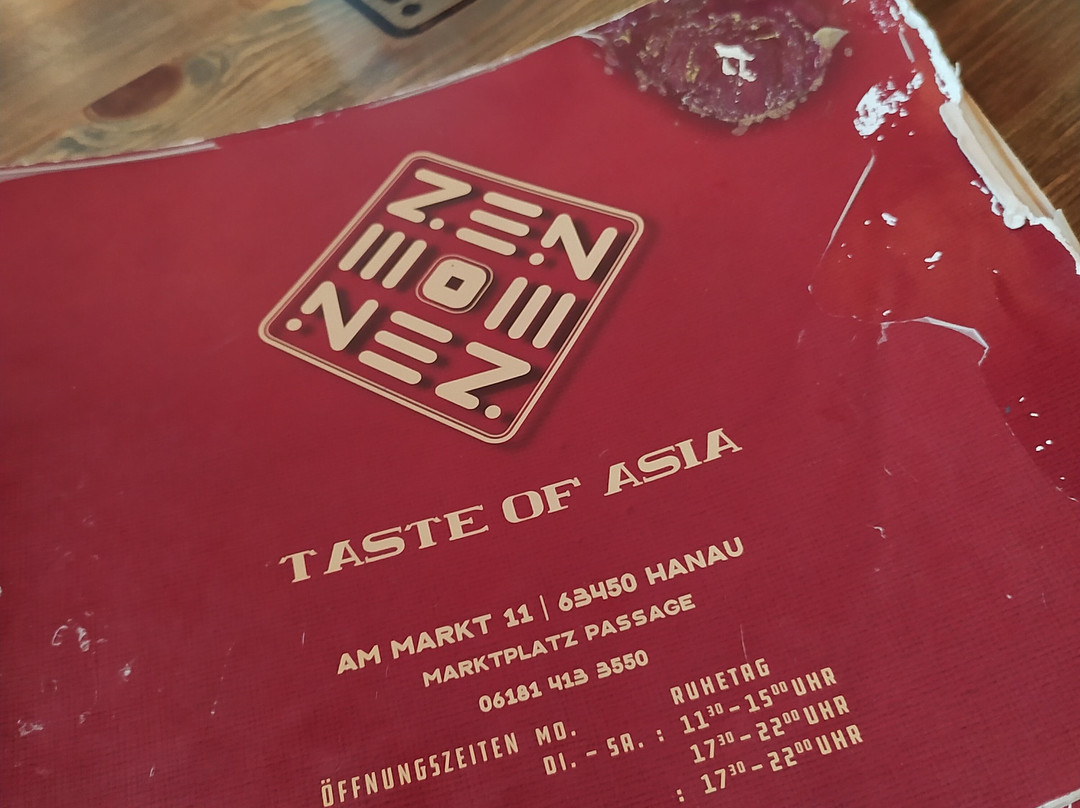 ZEN
TASTE OF ASIA
AM MARKT 11 | 63450 HANAU
MARKTPLATZ PASSAGE
06181 413 3550
ÖFFNUNGSZEITEN MO. RUHETAG
DI. – SA. : 11³⁰ – 15⁰⁰ UHR
17³⁰ – 22⁰⁰ UHR
: 17³⁰ – 22⁰⁰ UHR